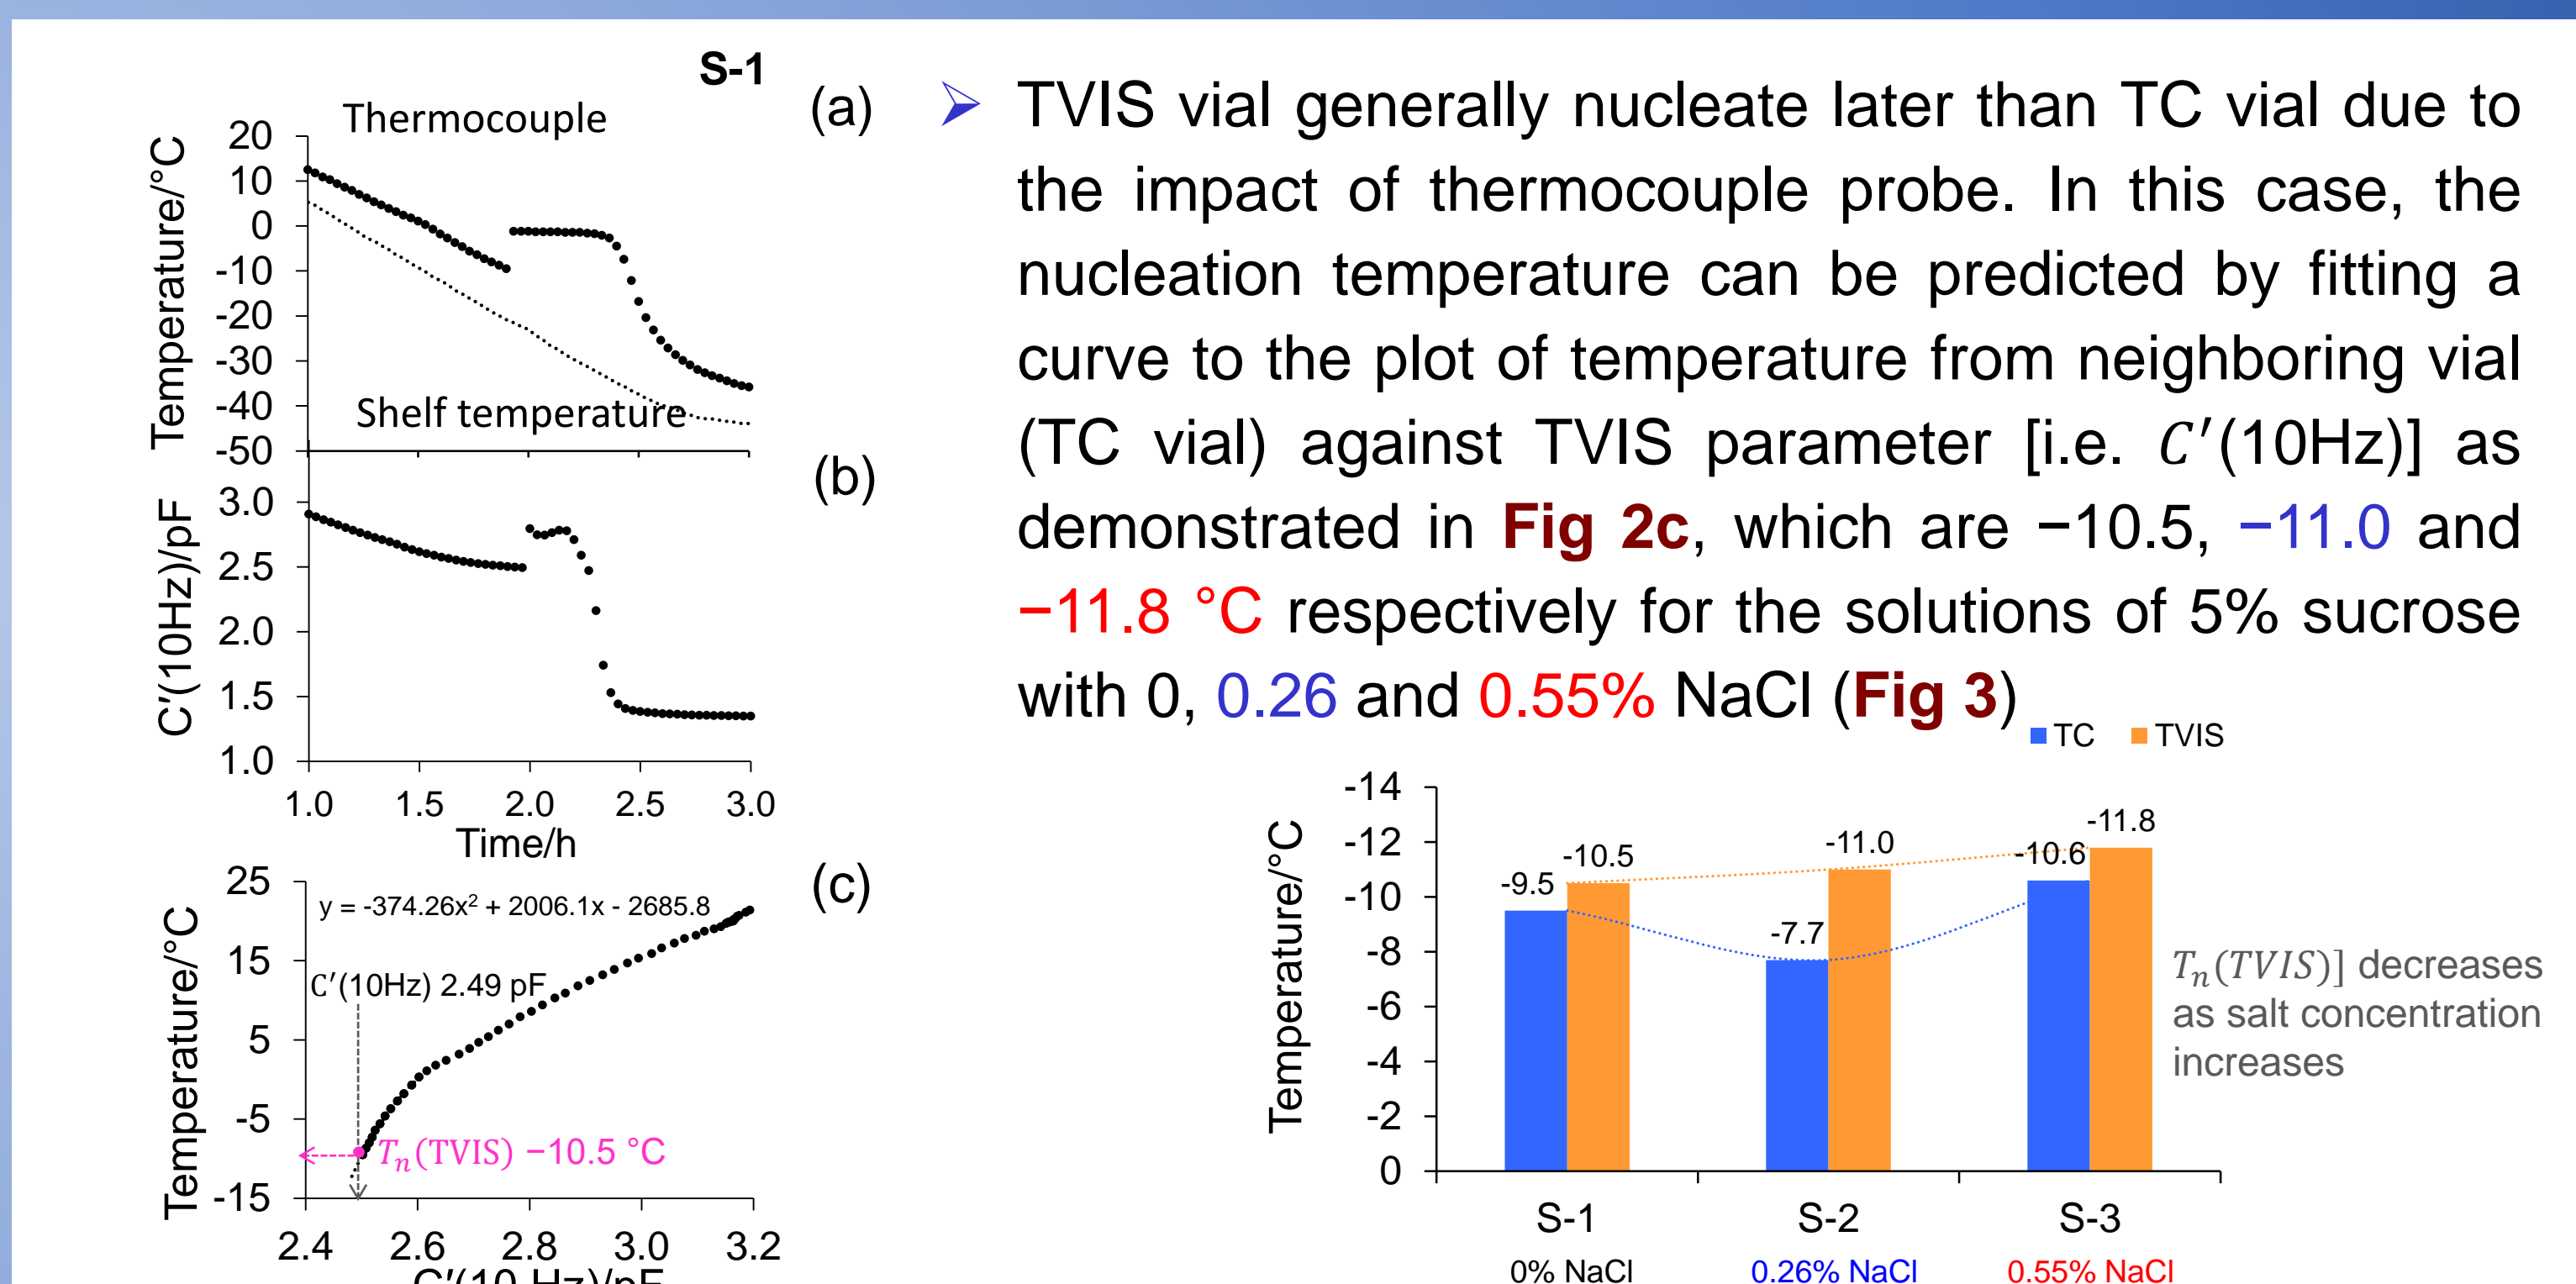 S-1
(a)
Thermocouple
Temperature/°C
20
10
0
-10
-20
-30
-40
-50
Shelf temperature
(b)
C′(10Hz)/pF
3.0
2.5
2.0
1.5
1.0
1.0 1.5 2.0 2.5 3.0
Time/h
(c)
Temperature/°C
25
15
5
-5
-15
y = -374.26x² + 2006.1x - 2685.8
C′(10Hz) 2.49 pF
Tn(TVIS) −10.5 °C
2.4 2.6 2.8 3.0 3.2
C′(10 Hz)/pF
➢ TVIS vial generally nucleate later than TC vial due to
the impact of thermocouple probe. In this case, the
nucleation temperature can be predicted by fitting a
curve to the plot of temperature from neighboring vial
(TC vial) against TVIS parameter [i.e. C′(10Hz)] as
demonstrated in Fig 2c, which are −10.5, −11.0 and
−11.8 °C respectively for the solutions of 5% sucrose
with 0, 0.26 and 0.55% NaCl (Fig 3)
TC TVIS
Temperature/°C
-14
-12
-10
-8
-6
-4
-2
0
-9.5 -10.5 -7.7 -11.0 -10.6 -11.8
S-1 S-2 S-3
0% NaCl 0.26% NaCl 0.55% NaCl
Tn(TVIS)] decreases
as salt concentration
increases